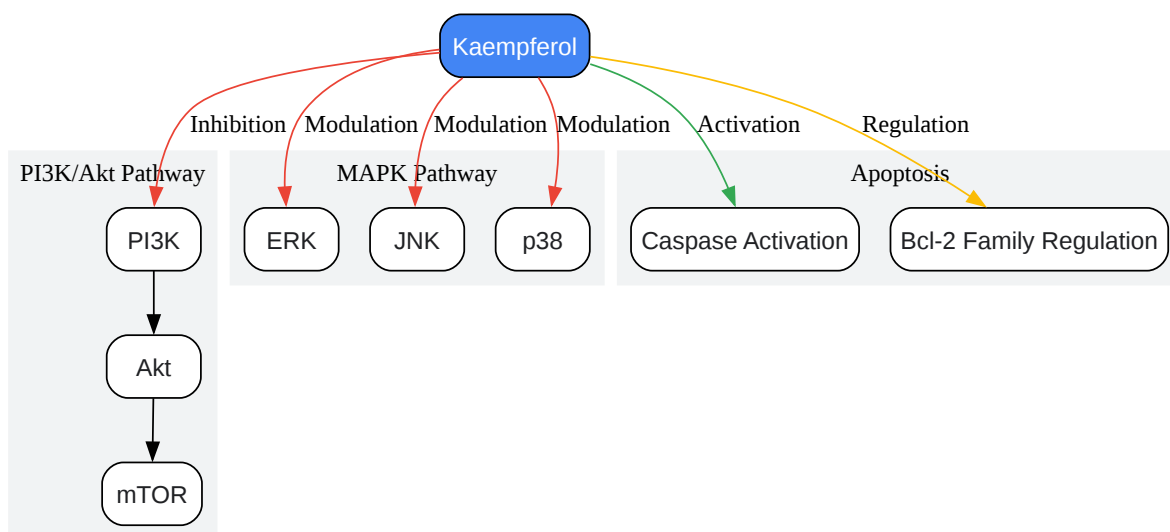 Kaempferol
Inhibition Modulation Modulation Modulation Activation Regulation
PI3K/Akt Pathway MAPK Pathway Apoptosis
PI3K ERK JNK p38 Caspase Activation Bcl-2 Family Regulation
Akt
mTOR